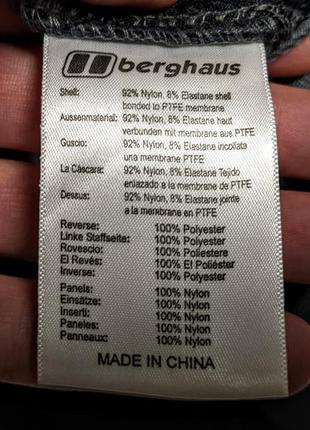 berghaus
Shell: 92% Nylon, 8% Elastane shell
bonded to PTFE membrane
Aussenmaterial: 92% Nylon, 8% Elastane haut
verbunden mit membrane aus PTFE
Guscio: 92% Nylon, 8% Elastane incollata
una membrane PTFE
La Cáscara: 92% Nylon, 8% Elastane Tejido
enlazado a la membrane de PTFE
Dessus: 92% Nylon, 8% Elastane jointe
à la membrane en PTFE
Reverse: 100% Polyester
Linke Staffseite: 100% Polyester
Rovescio: 100% Poliestere
El Revés: 100% El Poliéster
Inverse: 100% Polyester
Panels: 100% Nylon
Einsätze: 100% Nylon
Inserti: 100% Nylon
Paneles: 100% Nylon
Panneaux: 100% Nylon
MADE IN CHINA